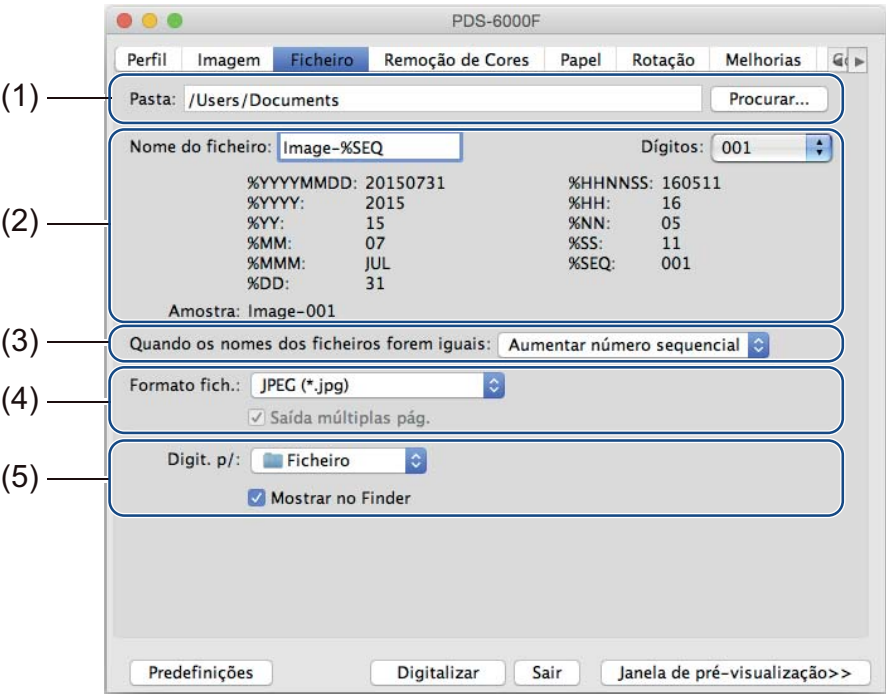 PDS-6000F
Perfil Imagem Ficheiro Remoção de Cores Papel Rotação Melhorias
(1) Pasta: /Users/Documents Procurar...
Nome do ficheiro: Image-%SEQ Dígitos: 001
%YYYYMMDD: 20150731 %HHNNSS: 160511
%YYYY: 2015 %HH: 16
(2) %YY: 15 %NN: 05
%MM: 07 %SS: 11
%MMM: JUL %SEQ: 001
%DD: 31
Amostra: Image-001
(3) Quando os nomes dos ficheiros forem iguais: Aumentar número sequencial
(4) Formato fich.: JPEG (*.jpg)
Saída múltiplas pág.
(5) Digit. p/: Ficheiro
Mostrar no Finder
Predefinições Digitalizar Sair Janela de pré-visualização>>